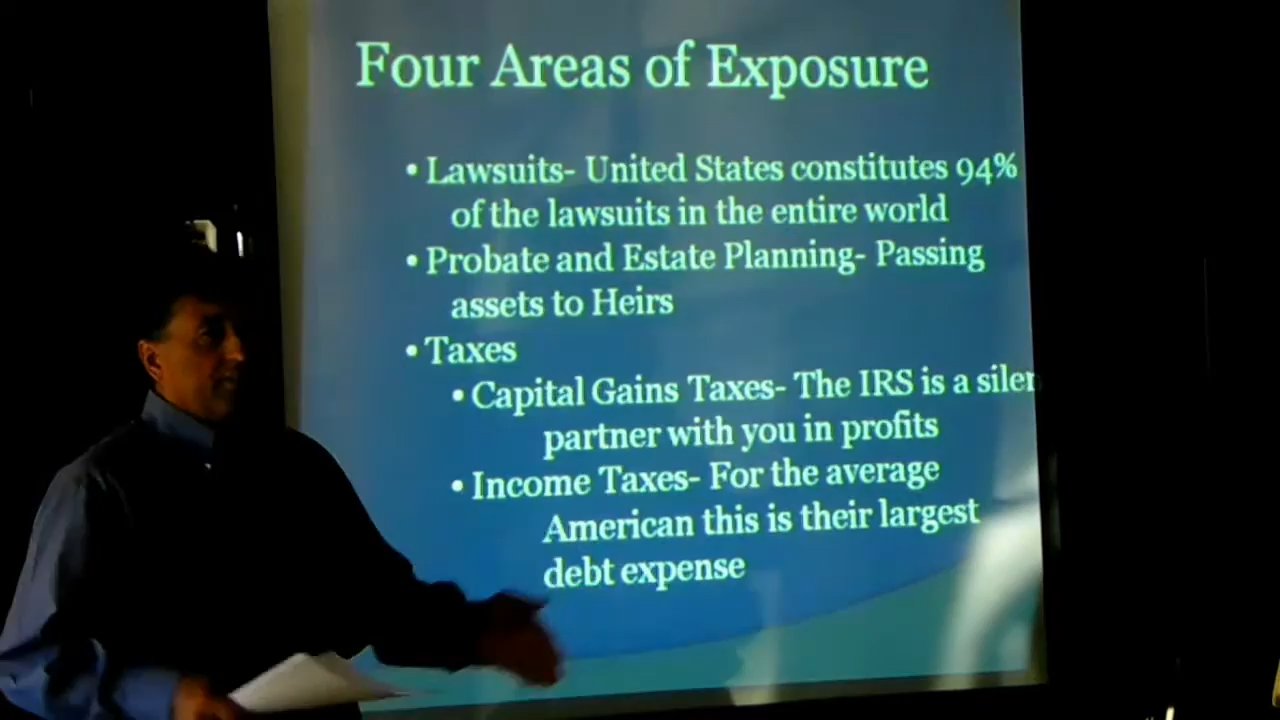 Four Areas of Exposure
• Lawsuits- United States constitutes 94%
of the lawsuits in the entire world
• Probate and Estate Planning- Passing
assets to Heirs
• Taxes
• Capital Gains Taxes- The IRS is a
partner with you in profits
• Income Taxes- For the average
American this is their largest
debt expense